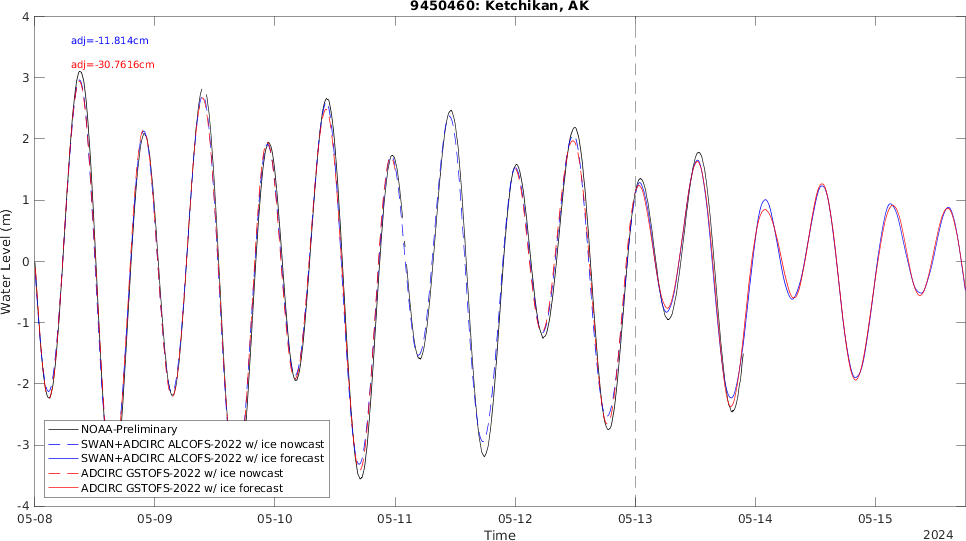 9450460: Ketchikan, AK
adj=-11.814cm
adj=-30.7616cm
Water Level (m)
4
3
2
1
0
-1
-2
-3
-4
NOAA-Preliminary
SWAN+ADCIRC ALCOFS-2022 w/ ice nowcast
SWAN+ADCIRC ALCOFS-2022 w/ ice forecast
ADCIRC GSTOFS-2022 w/ ice nowcast
ADCIRC GSTOFS-2022 w/ ice forecast
05-08 05-09 05-10 05-11 05-12 05-13 05-14 05-15
Time
2024